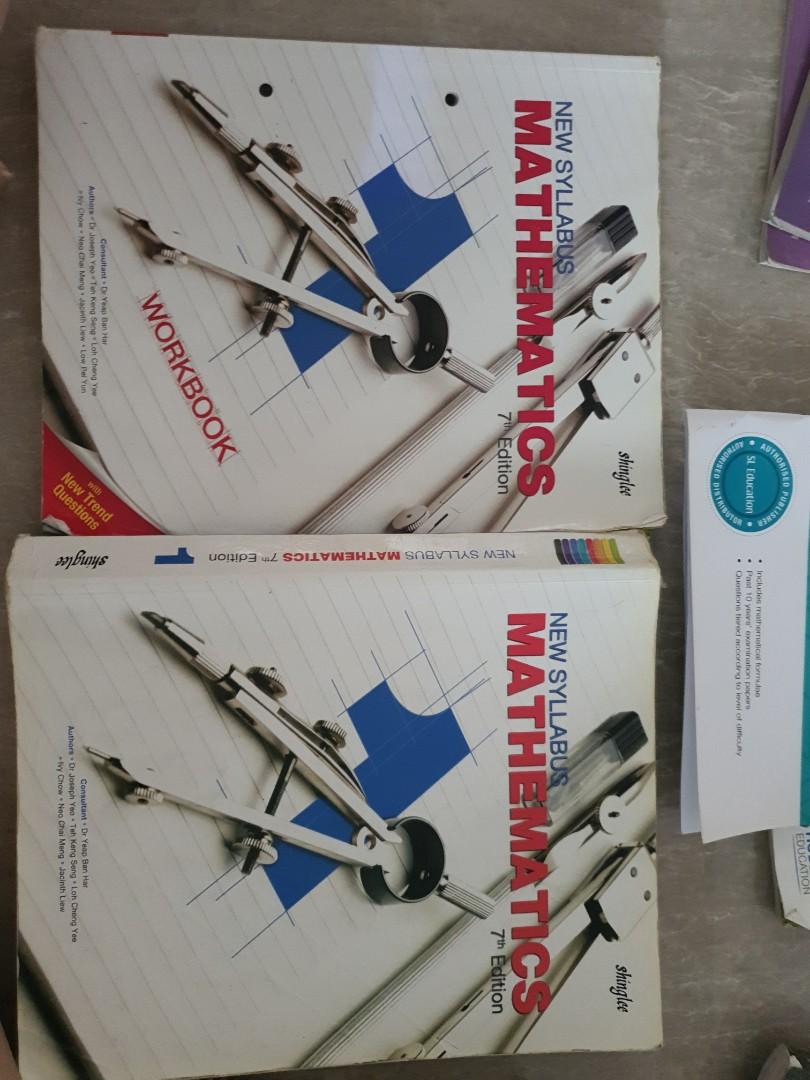 NEW SYLLABUS
MATHEMATICS
7th Edition
shinglee
WORKBOOK
Consultant • Dr Yeap Ban Har
Authors • Dr Joseph Yeo • Teh Keng Seng • Loh Cheng Yee
• Ivy Chow • Neo Chai Meng • Jacinth Liew • Low Pei Yun
with
New Trend
Questions
NEW SYLLABUS MATHEMATICS 7th Edition 1 shinglee
NEW SYLLABUS
MATHEMATICS
7th Edition
shinglee
1
Consultant • Dr Yeap Ban Har
Authors • Dr Joseph Yeo • Teh Keng Seng • Loh Cheng Yee
• Ivy Chow • Neo Chai Meng • Jacinth Liew
AUTHORISED PUBLISHER
SL Education
AUTHORISED DISTRIBUTOR
• Includes mathematical formulae
• Past 10 years' examination papers
• Questions tiered according to level of difficulty
EDUCATION